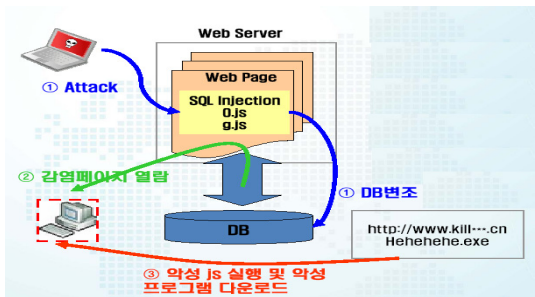 Web Server
Web Page
① Attack
SQL Injection
0.js
g.js
② 감염페이지 열람
① DB변조
DB
http://www.kill···.cn
Hehehehe.exe
③ 악성 js 실행 및 악성
프로그램 다운로드